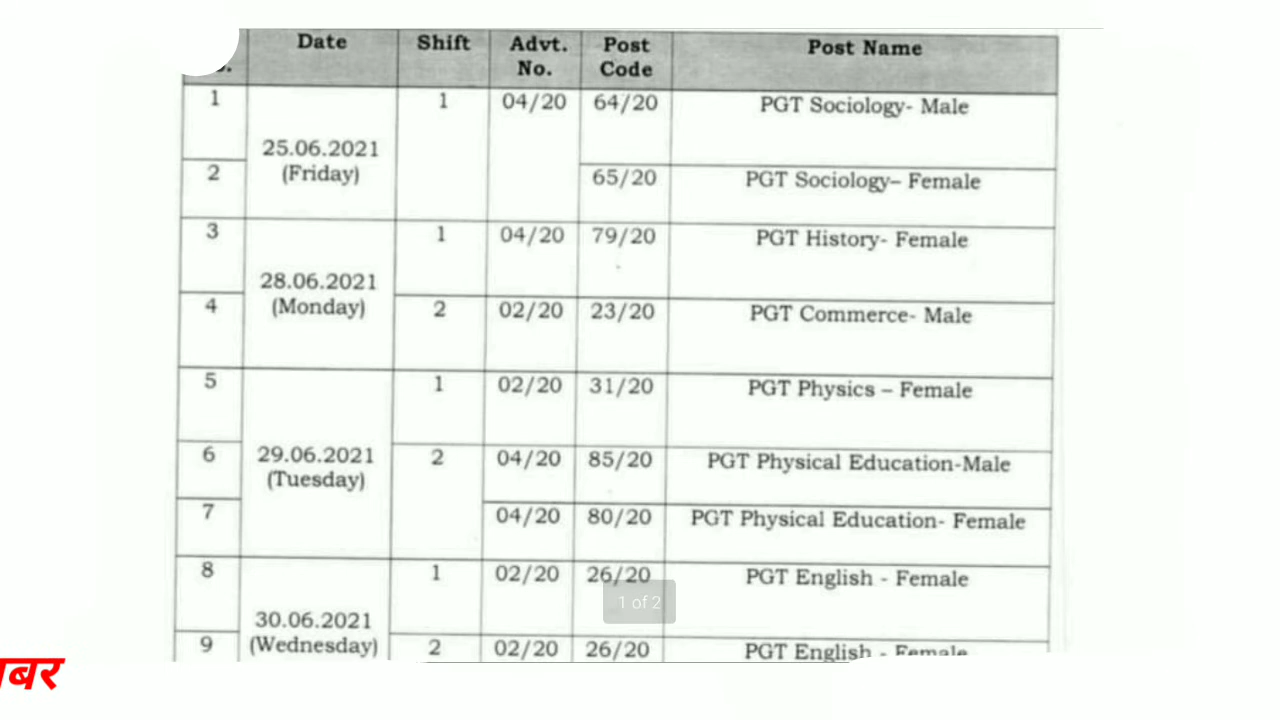 Date Shift Advt. No. Post Code Post Name
1 25.06.2021 (Friday) 1 04/20 64/20 PGT Sociology- Male
2 65/20 PGT Sociology– Female
3 28.06.2021 (Monday) 1 04/20 79/20 PGT History- Female
4 2 02/20 23/20 PGT Commerce- Male
5 29.06.2021 (Tuesday) 1 02/20 31/20 PGT Physics – Female
6 2 04/20 85/20 PGT Physical Education-Male
7 04/20 80/20 PGT Physical Education- Female
8 30.06.2021 (Wednesday) 1 02/20 26/20 PGT English - Female
1 of 2
9 2 02/20 26/20 PGT English - Female